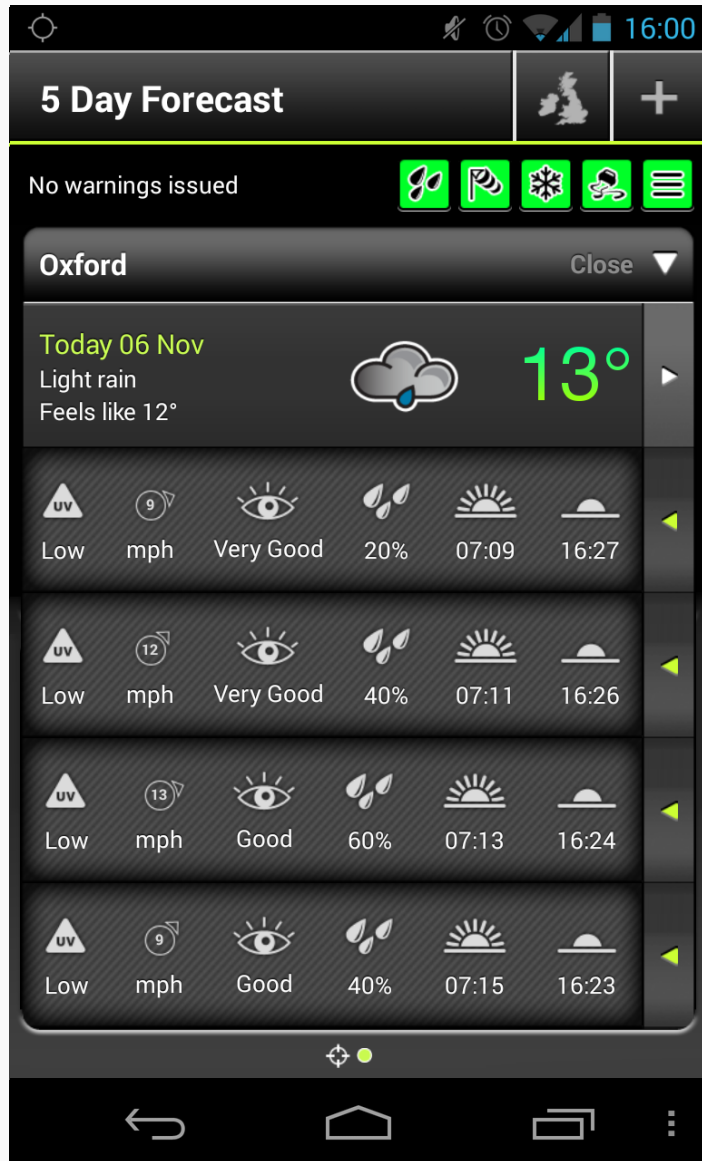 16:00
5 Day Forecast
No warnings issued
Oxford Close
Today 06 Nov
Light rain
Feels like 12°
13°
UV 9
Low mph Very Good 20% 07:09 16:27
UV 12
Low mph Very Good 40% 07:11 16:26
UV 13
Low mph Good 60% 07:13 16:24
UV 9
Low mph Good 40% 07:15 16:23